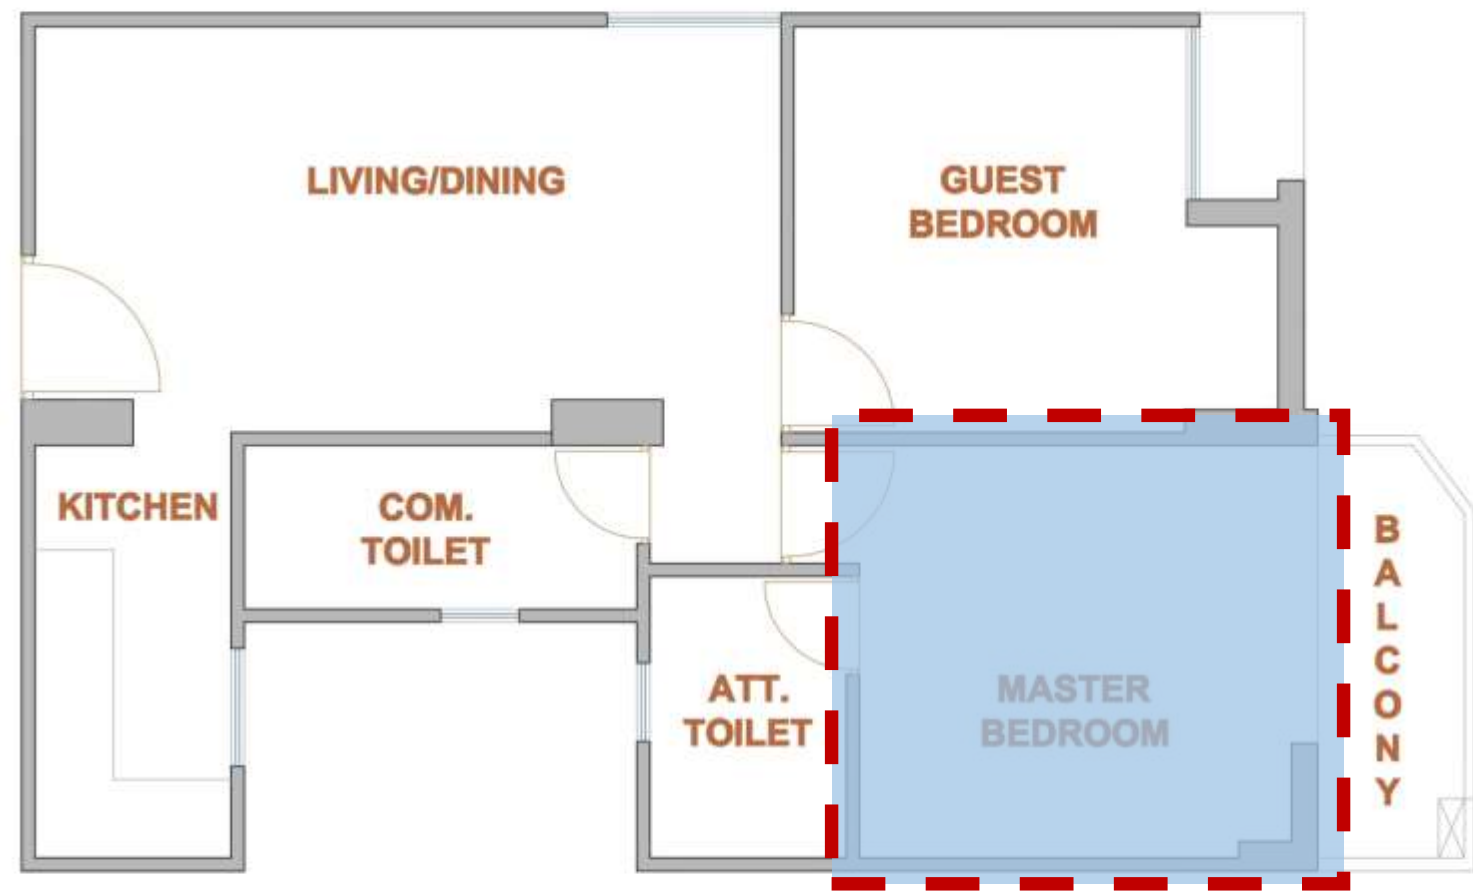 LIVING/DINING
GUEST
BEDROOM
KITCHEN
COM.
TOILET
ATT.
TOILET
MASTER
BEDROOM
B
A
L
C
O
N
Y